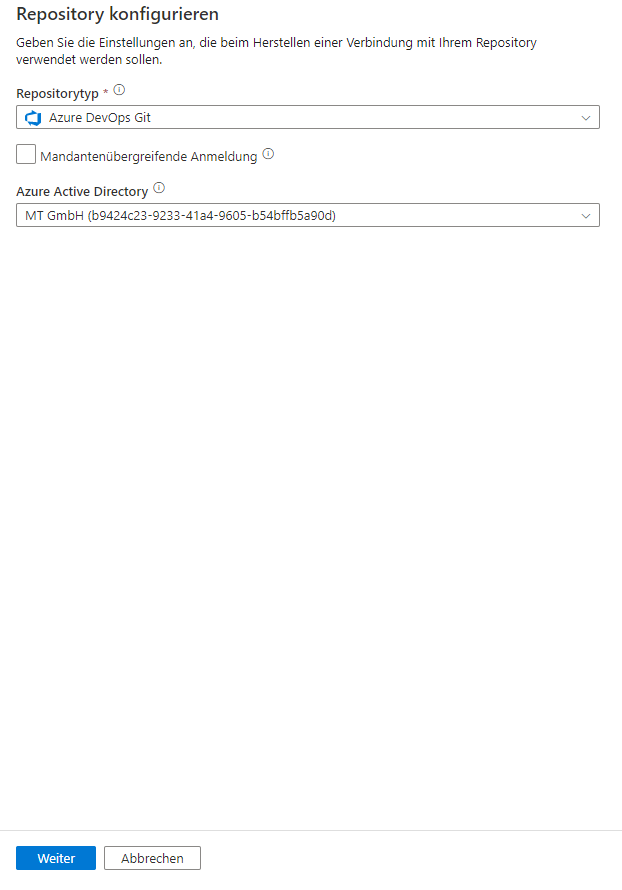 Repository konfigurieren
Geben Sie die Einstellungen an, die beim Herstellen einer Verbindung mit Ihrem Repository
verwendet werden sollen.
Repositorytyp *
Azure DevOps Git
Mandantenübergreifende Anmeldung
Azure Active Directory
MT GmbH (b9424c23-9233-41a4-9605-b54bffb5a90d)
Weiter
Abbrechen